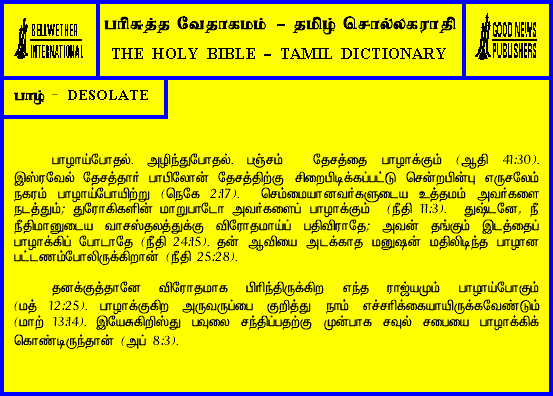 BELLWETHER
INTERNATIONAL
பரிசுத்த வேதாகமம் - தமிழ் சொல்லகராதி
THE HOLY BIBLE - TAMIL DICTIONARY
GOOD NEWS
PUBLISHERS
பாழ் - DESOLATE
பாழாய்போதல். அழிந்துபோதல். பஞ்சம் தேசத்தை பாழாக்கும் (ஆதி 41:30).
இஸ்ரவேல் தேசத்தார் பாபிலோன் தேசத்திற்கு சிறைபிடிக்கப்பட்டு சென்றபின்பு எருசலேம்
நகரம் பாழாய்போயிற்று (நெகே 2:17). செம்மையானவர்களுடைய உத்தமம் அவர்களை
நடத்தும்; துரோகிகளின் மாறுபாடோ அவர்களைப் பாழாக்கும் (நீதி 11:3). துஷ்டனே, நீ
நீதிமானுடைய வாசஸ்தலத்துக்கு விரோதமாய்ப் பதிவிராதே; அவன் தங்கும் இடத்தைப்
பாழாக்கிப் போடாதே (நீதி 24:15). தன் ஆவியை அடக்காத மனுஷன் மதிலிடிந்த பாழான
பட்டணம்போலிருக்கிறான் (நீதி 25:28).
தனக்குத்தானே விரோதமாக பிரிந்திருக்கிற எந்த ராஜ்யமும் பாழாய்போகும்
(மத் 12:25). பாழாக்குகிற அருவருப்பை குறித்து நாம் எச்சரிக்கையாயிருக்கவேண்டும்
(மாற் 13:14). இயேசுகிறிஸ்து பவுலை சந்திப்பதற்கு முன்பாக சவுல் சபையை பாழாக்கிக்
கொண்டிருந்தான் (அப் 8:3).